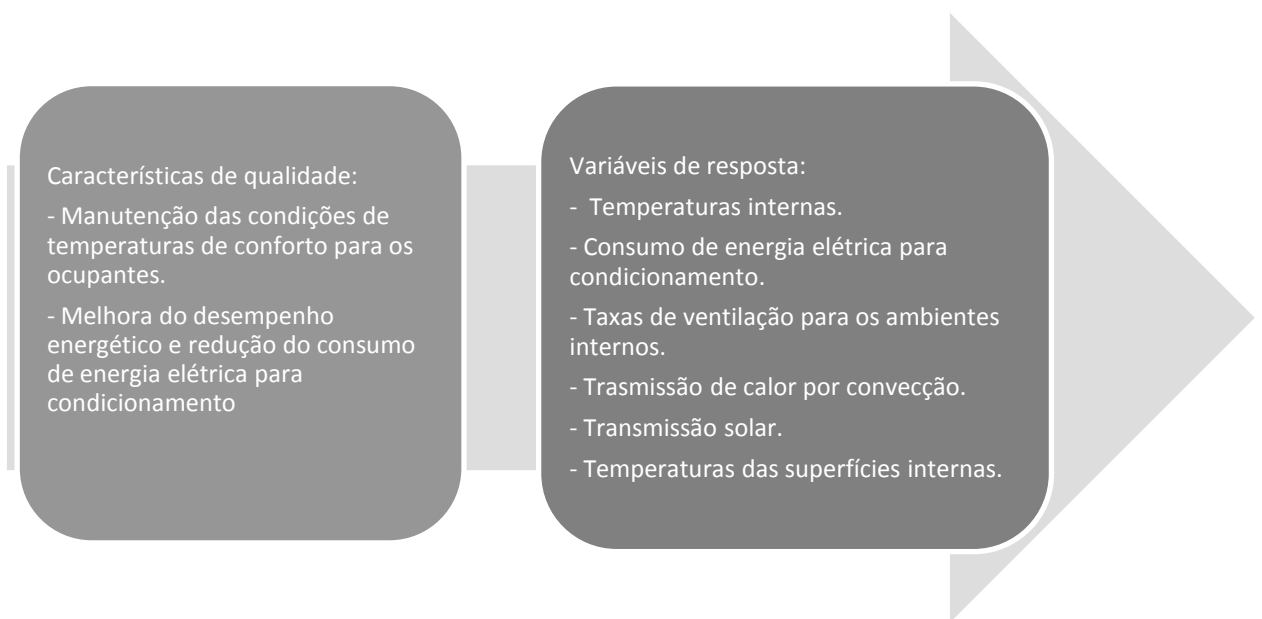 Características de qualidade:
- Manutenção das condições de
temperaturas de conforto para os
ocupantes.
- Melhora do desempenho
energético e redução do consumo
de energia elétrica para
condicionamento
Variáveis de resposta:
- Temperaturas internas.
- Consumo de energia elétrica para
condicionamento.
- Taxas de ventilação para os ambientes
internos.
- Trasmissão de calor por convecção.
- Transmissão solar.
- Temperaturas das superfícies internas.